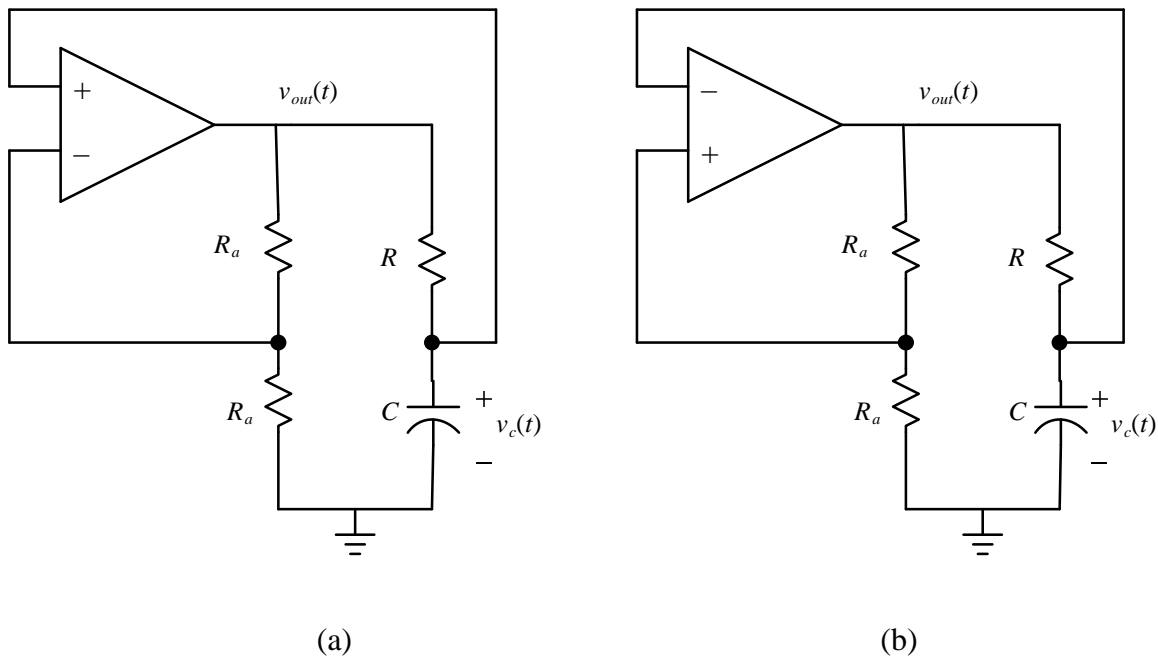 +
−
v_out(t)
R_a
R
R_a
C
+
v_c(t)
−
(a)
−
+
v_out(t)
R_a
R
R_a
C
+
v_c(t)
−
(b)